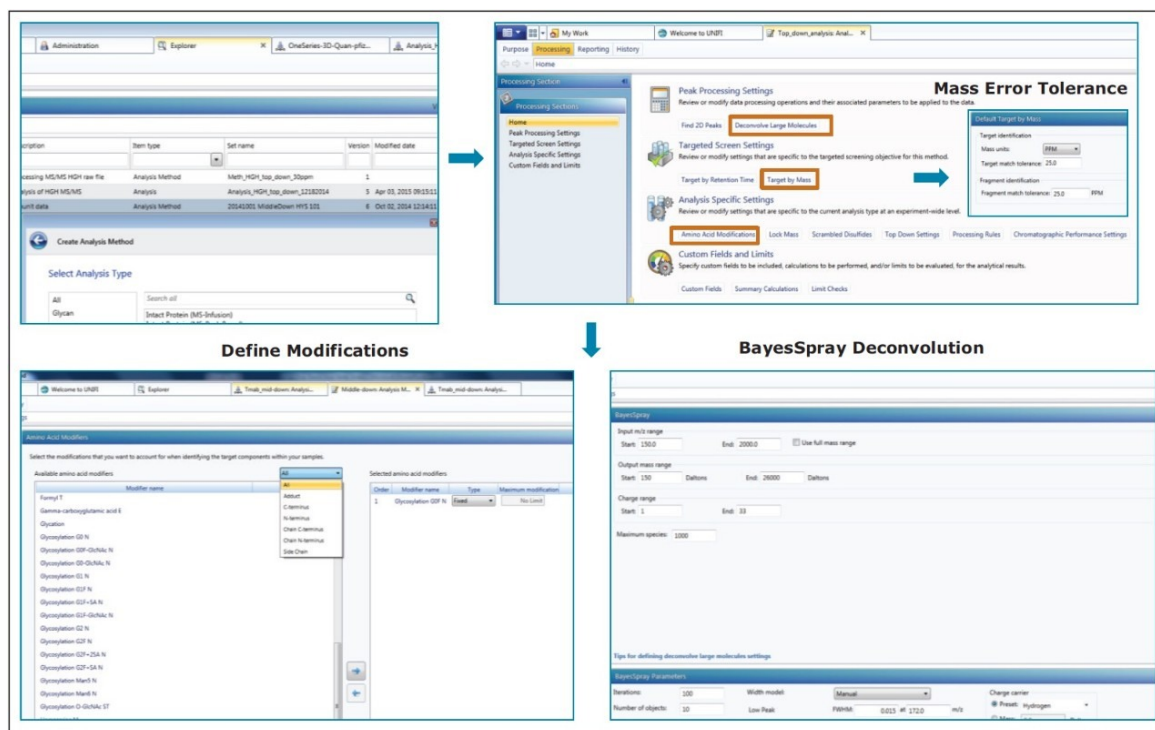 Administration
Explorer
OneSeries-3D-Quan-pfiz...
Analysis_H
Item type
Set name
Version
Modified date
cessing MS/MS HGH raw file
Analysis Method
Meth_HGH_top_down_30ppm
1
alysis of HGH MS/MS
Analysis
Analysis_HGH_top_down_12182014
5
Apr 03, 2015 09:15:11
unit data
Analysis Method
20141001 MiddleDown HYS 101
6
Oct 02, 2014 12:14:11
Create Analysis Method
Select Analysis Type
All
Search all
Glycan
Intact Protein (MS-Infusion)
My Work
Welcome to UNIFI
Top_down_analysis: Anal...
Purpose Processing Reporting History
Home
Processing Section
Processing Sections
Home
Peak Processing Settings
Targeted Screen Settings
Analysis Specific Settings
Custom Fields and Limits
Peak Processing Settings
Review or modify data processing operations and their associated parameters to be applied to the data.
Find 2D Peaks Deconvolve Large Molecules
Targeted Screen Settings
Review or modify settings that are specific to the targeted screening objective for this method.
Target by Retention Time Target by Mass
Analysis Specific Settings
Review or modify settings that are specific to the current analysis type at an experiment-wide level.
Amino Acid Modifications Lock Mass Scrambled Disulfides Top Down Settings Processing Rules Chromatographic Performance Settings
Custom Fields and Limits
Specify custom fields to be included, calculations to be performed, and/or limits to be evaluated, for the analytical results.
Custom Fields Summary Calculations Limit Checks
Mass Error Tolerance
Default Target by Mass
Target identification
Mass units: PPM
Target match tolerance: 25.0
Fragment identification
Fragment match tolerance: 25.0 PPM
Define Modifications
Welcome to UNIFI
Explorer
Tmab_mid-down Analysi...
Middle-down Analysis M...
Tmab_mid-down Analysi...
Amino Acid Modifiers
Select the modifications that you want to account for when identifying the target components within your samples.
Available amino acid modifiers
All
Modifier name
All
Adduct
C-terminus
N-terminus
Chain C-terminus
Chain N-terminus
Side Chain
Formyl T
Gamma-carboxyglutamic acid E
Glycation
Glycosylation G0 N
Glycosylation G0F-GlcNAc N
Glycosylation G0-GlcNAc N
Glycosylation G1 N
Glycosylation G1F N
Glycosylation G1F+SA N
Glycosylation G1F-GlcNAc N
Glycosylation G2 N
Glycosylation G2F N
Glycosylation G2F+2SA N
Glycosylation G2F+SA N
Glycosylation Man5 N
Glycosylation Man6 N
Glycosylation O-GlcNAc ST
Selected amino acid modifiers
Order Modifier name Type Maximum modification
1 Glycosylation G0F N Fixed No Limit
BayesSpray Deconvolution
BayesSpray
Input m/z range
Start: 150.0 End: 2000.0 Use full mass range
Output mass range
Start: 150 Daltons End: 26000 Daltons
Charge range
Start: 1 End: 33
Maximum species: 1000
Tips for defining deconvolve large molecules settings
BayesSpray Parameters
Iterations: 100 Width model: Manual Charge carrier
Number of objects: 10 Low Peak FWHM: 0.015 at 172.0 m/z Preset: Hydrogen